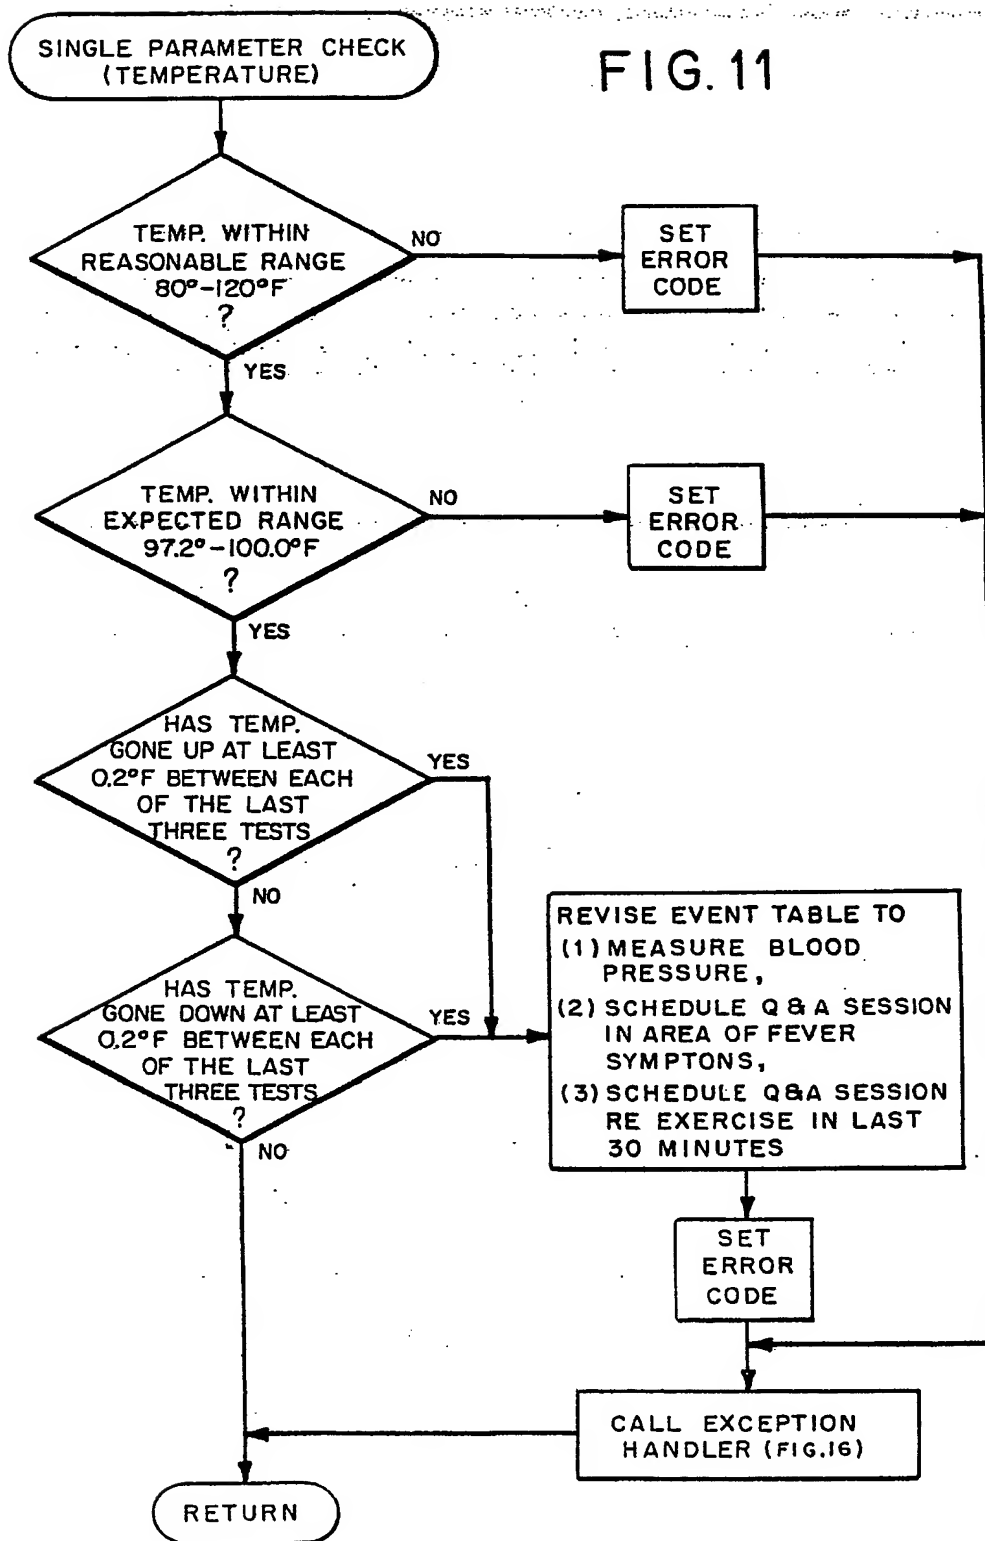 SINGLE PARAMETER CHECK
(TEMPERATURE)
FIG. 11
TEMP. WITHIN
REASONABLE RANGE
80°-120°F
?
NO
SET
ERROR
CODE
YES
TEMP. WITHIN
EXPECTED RANGE
97.2°-100.0°F
?
NO
SET
ERROR
CODE
YES
HAS TEMP.
GONE UP AT LEAST
0.2°F BETWEEN EACH
OF THE LAST
THREE TESTS
?
YES
NO
HAS TEMP.
GONE DOWN AT LEAST
0.2°F BETWEEN EACH
OF THE LAST
THREE TESTS
?
YES
NO
REVISE EVENT TABLE TO
(1) MEASURE BLOOD
PRESSURE,
(2) SCHEDULE Q & A SESSION
IN AREA OF FEVER
SYMPTONS,
(3) SCHEDULE Q&A SESSION
RE EXERCISE IN LAST
30 MINUTES
SET
ERROR
CODE
CALL EXCEPTION
HANDLER (FIG.16)
RETURN